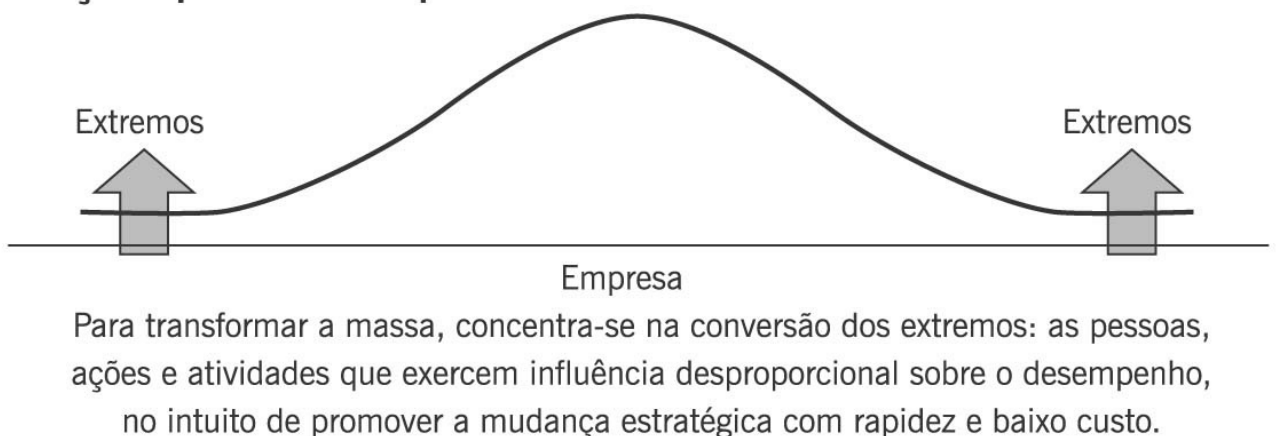 Extremos
Extremos
Empresa
Para transformar a massa, concentra-se na conversão dos extremos: as pessoas,
ações e atividades que exercem influência desproporcional sobre o desempenho,
no intuito de promover a mudança estratégica com rapidez e baixo custo.